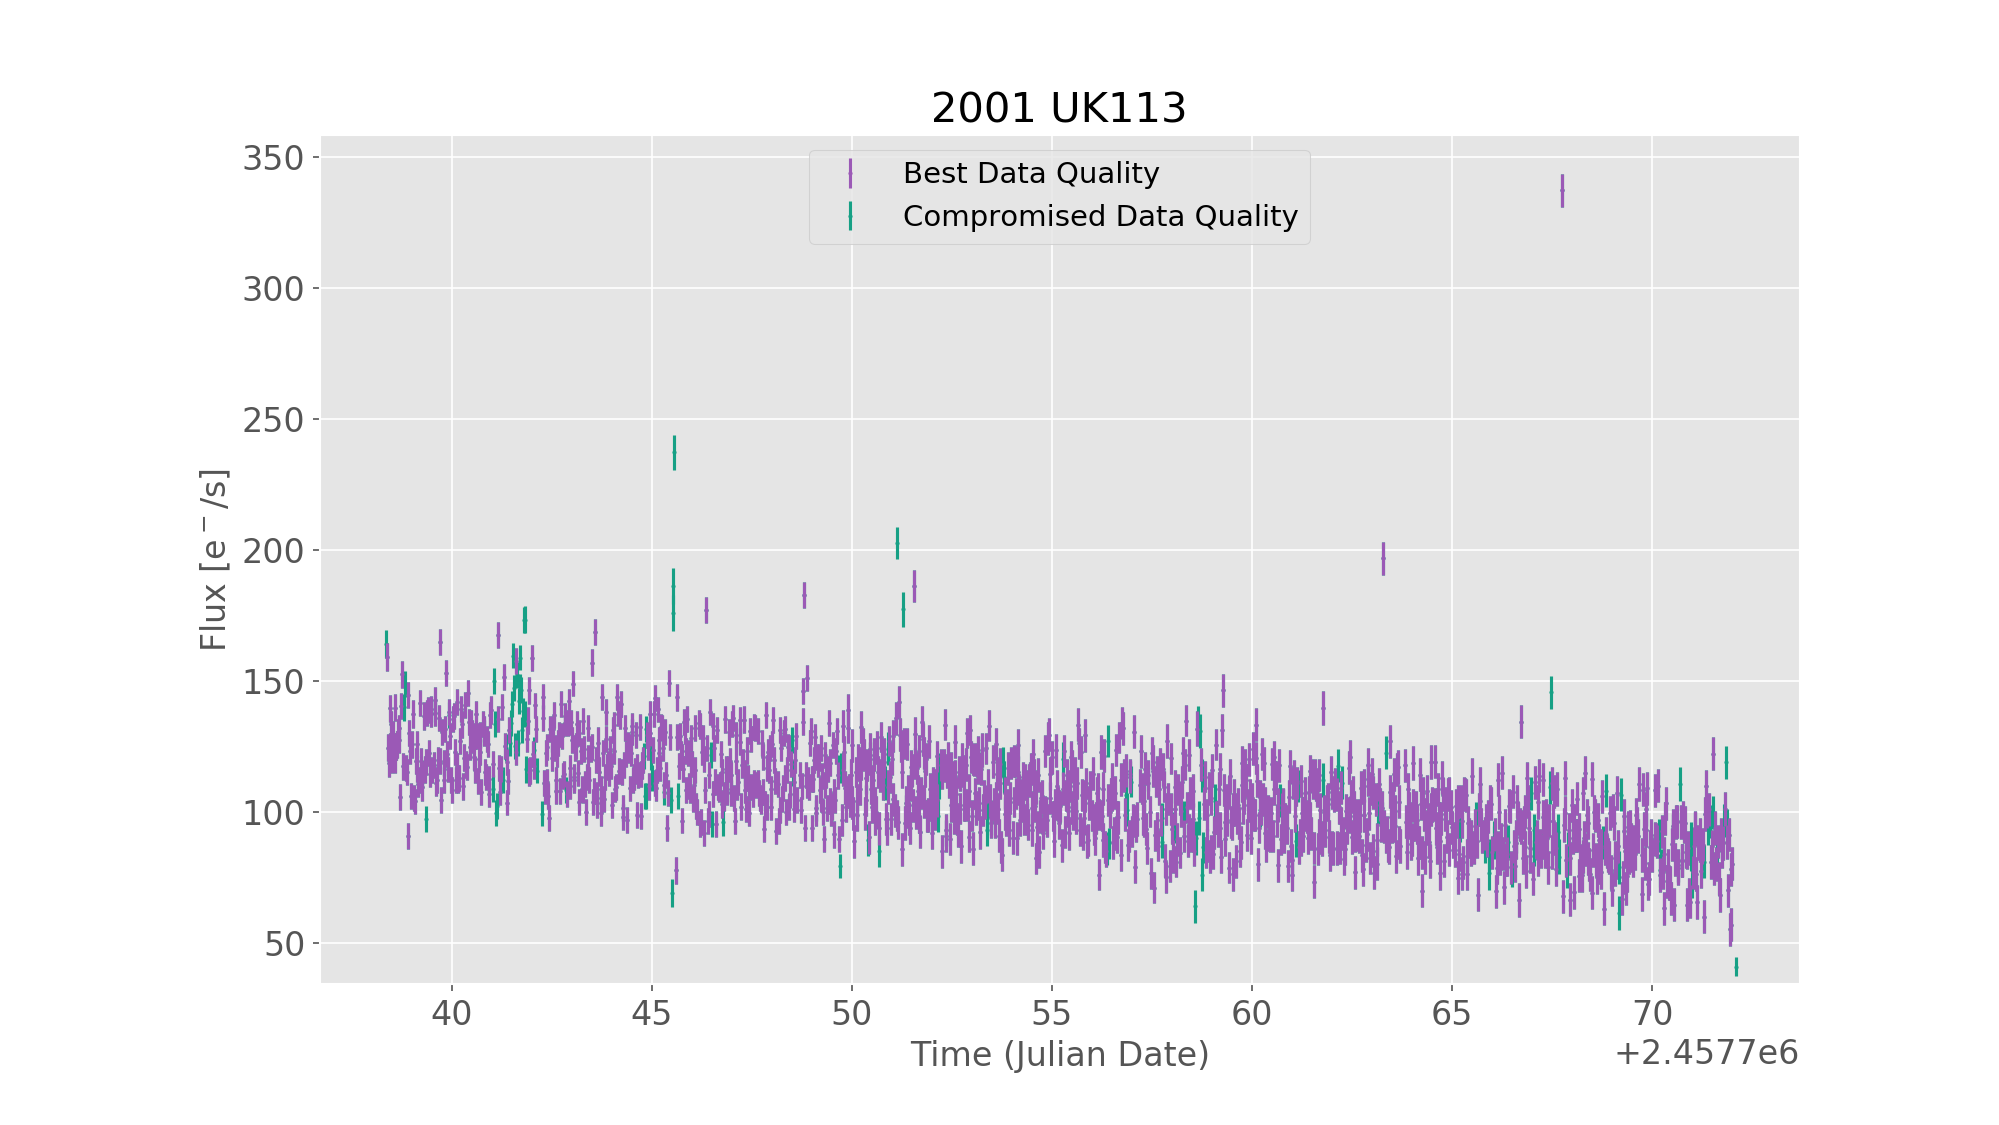 2001 UK113
Best Data Quality
Compromised Data Quality
350
300
250
200
150
100
50
Flux [e⁻/s]
40 45 50 55 60 65 70
Time (Julian Date)
+2.4577e6